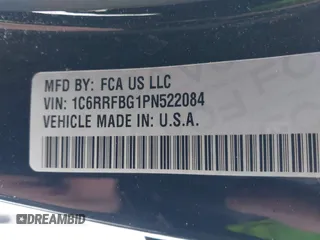 MFD BY: FCA US LLC
VIN: 1C6RRFBG1PN522084
VEHICLE MADE IN: U.S.A.
DREAMBID